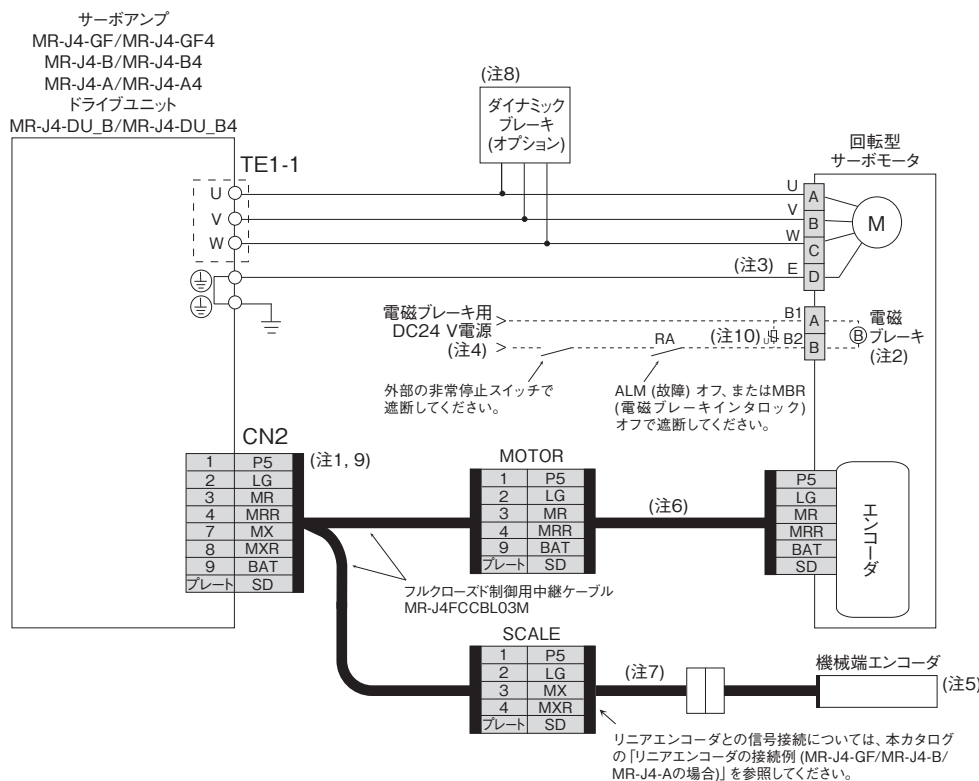 サーボアンプ
MR-J4-GF/MR-J4-GF4
MR-J4-B/MR-J4-B4
MR-J4-A/MR-J4-A4
ドライブユニット
MR-J4-DU_B/MR-J4-DU_B4
(注8)
ダイナミック
ブレーキ
(オプション)
回転型
サーボモータ
TE1-1
U
V
W
U
V
W
(注3) E
A
B
C
D
M
電磁ブレーキ用
DC24 V電源
(注4)
RA
(注10)
U
B1
B2
A
B
B
電磁
ブレーキ
(注2)
外部の非常停止スイッチで
遮断してください。
ALM (故障) オフ、またはMBR
(電磁ブレーキインタロック)
オフで遮断してください。
CN2
(注1, 9)
1 P5
2 LG
3 MR
4 MRR
7 MX
8 MXR
9 BAT
プレート SD
MOTOR
1 P5
2 LG
3 MR
4 MRR
9 BAT
プレート SD
(注6)
P5
LG
MR
MRR
BAT
SD
エンコーダ
フルクローズド制御用中継ケーブル
MR-J4FCCBL03M
SCALE
1 P5
2 LG
3 MX
4 MXR
プレート SD
(注7)
機械端エンコーダ
(注5)
リニアエンコーダとの信号接続については、本カタログ
の「リニアエンコーダの接続例 (MR-J4-GF/MR-J4-B/
MR-J4-Aの場合)」を参照してください。